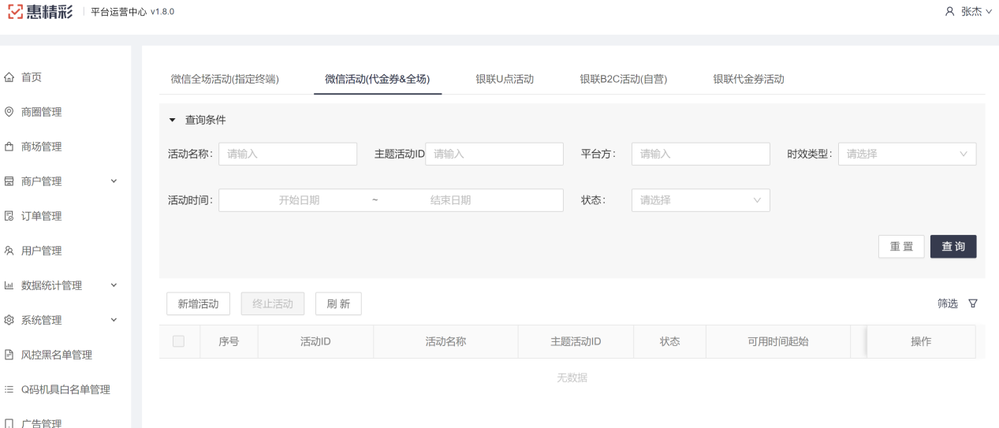 惠精彩 平台运营中心 v1.8.0 张杰
首页
商圈管理
商场管理
商户管理
订单管理
用户管理
数据统计管理
系统管理
风控黑名单管理
Q码机具白名单管理
广告管理
微信全场活动(指定终端) 微信活动(代金券&全场) 银联U点活动 银联B2C活动(自营) 银联代金券活动
查询条件
活动名称: 请输入 主题活动ID 请输入 平台方: 请输入 时效类型: 请选择
活动时间: 开始日期 ~ 结束日期 状态: 请选择
重置 查询
新增活动 终止活动 刷新 筛选
序号 活动ID 活动名称 主题活动ID 状态 可用时间起始 操作
无数据